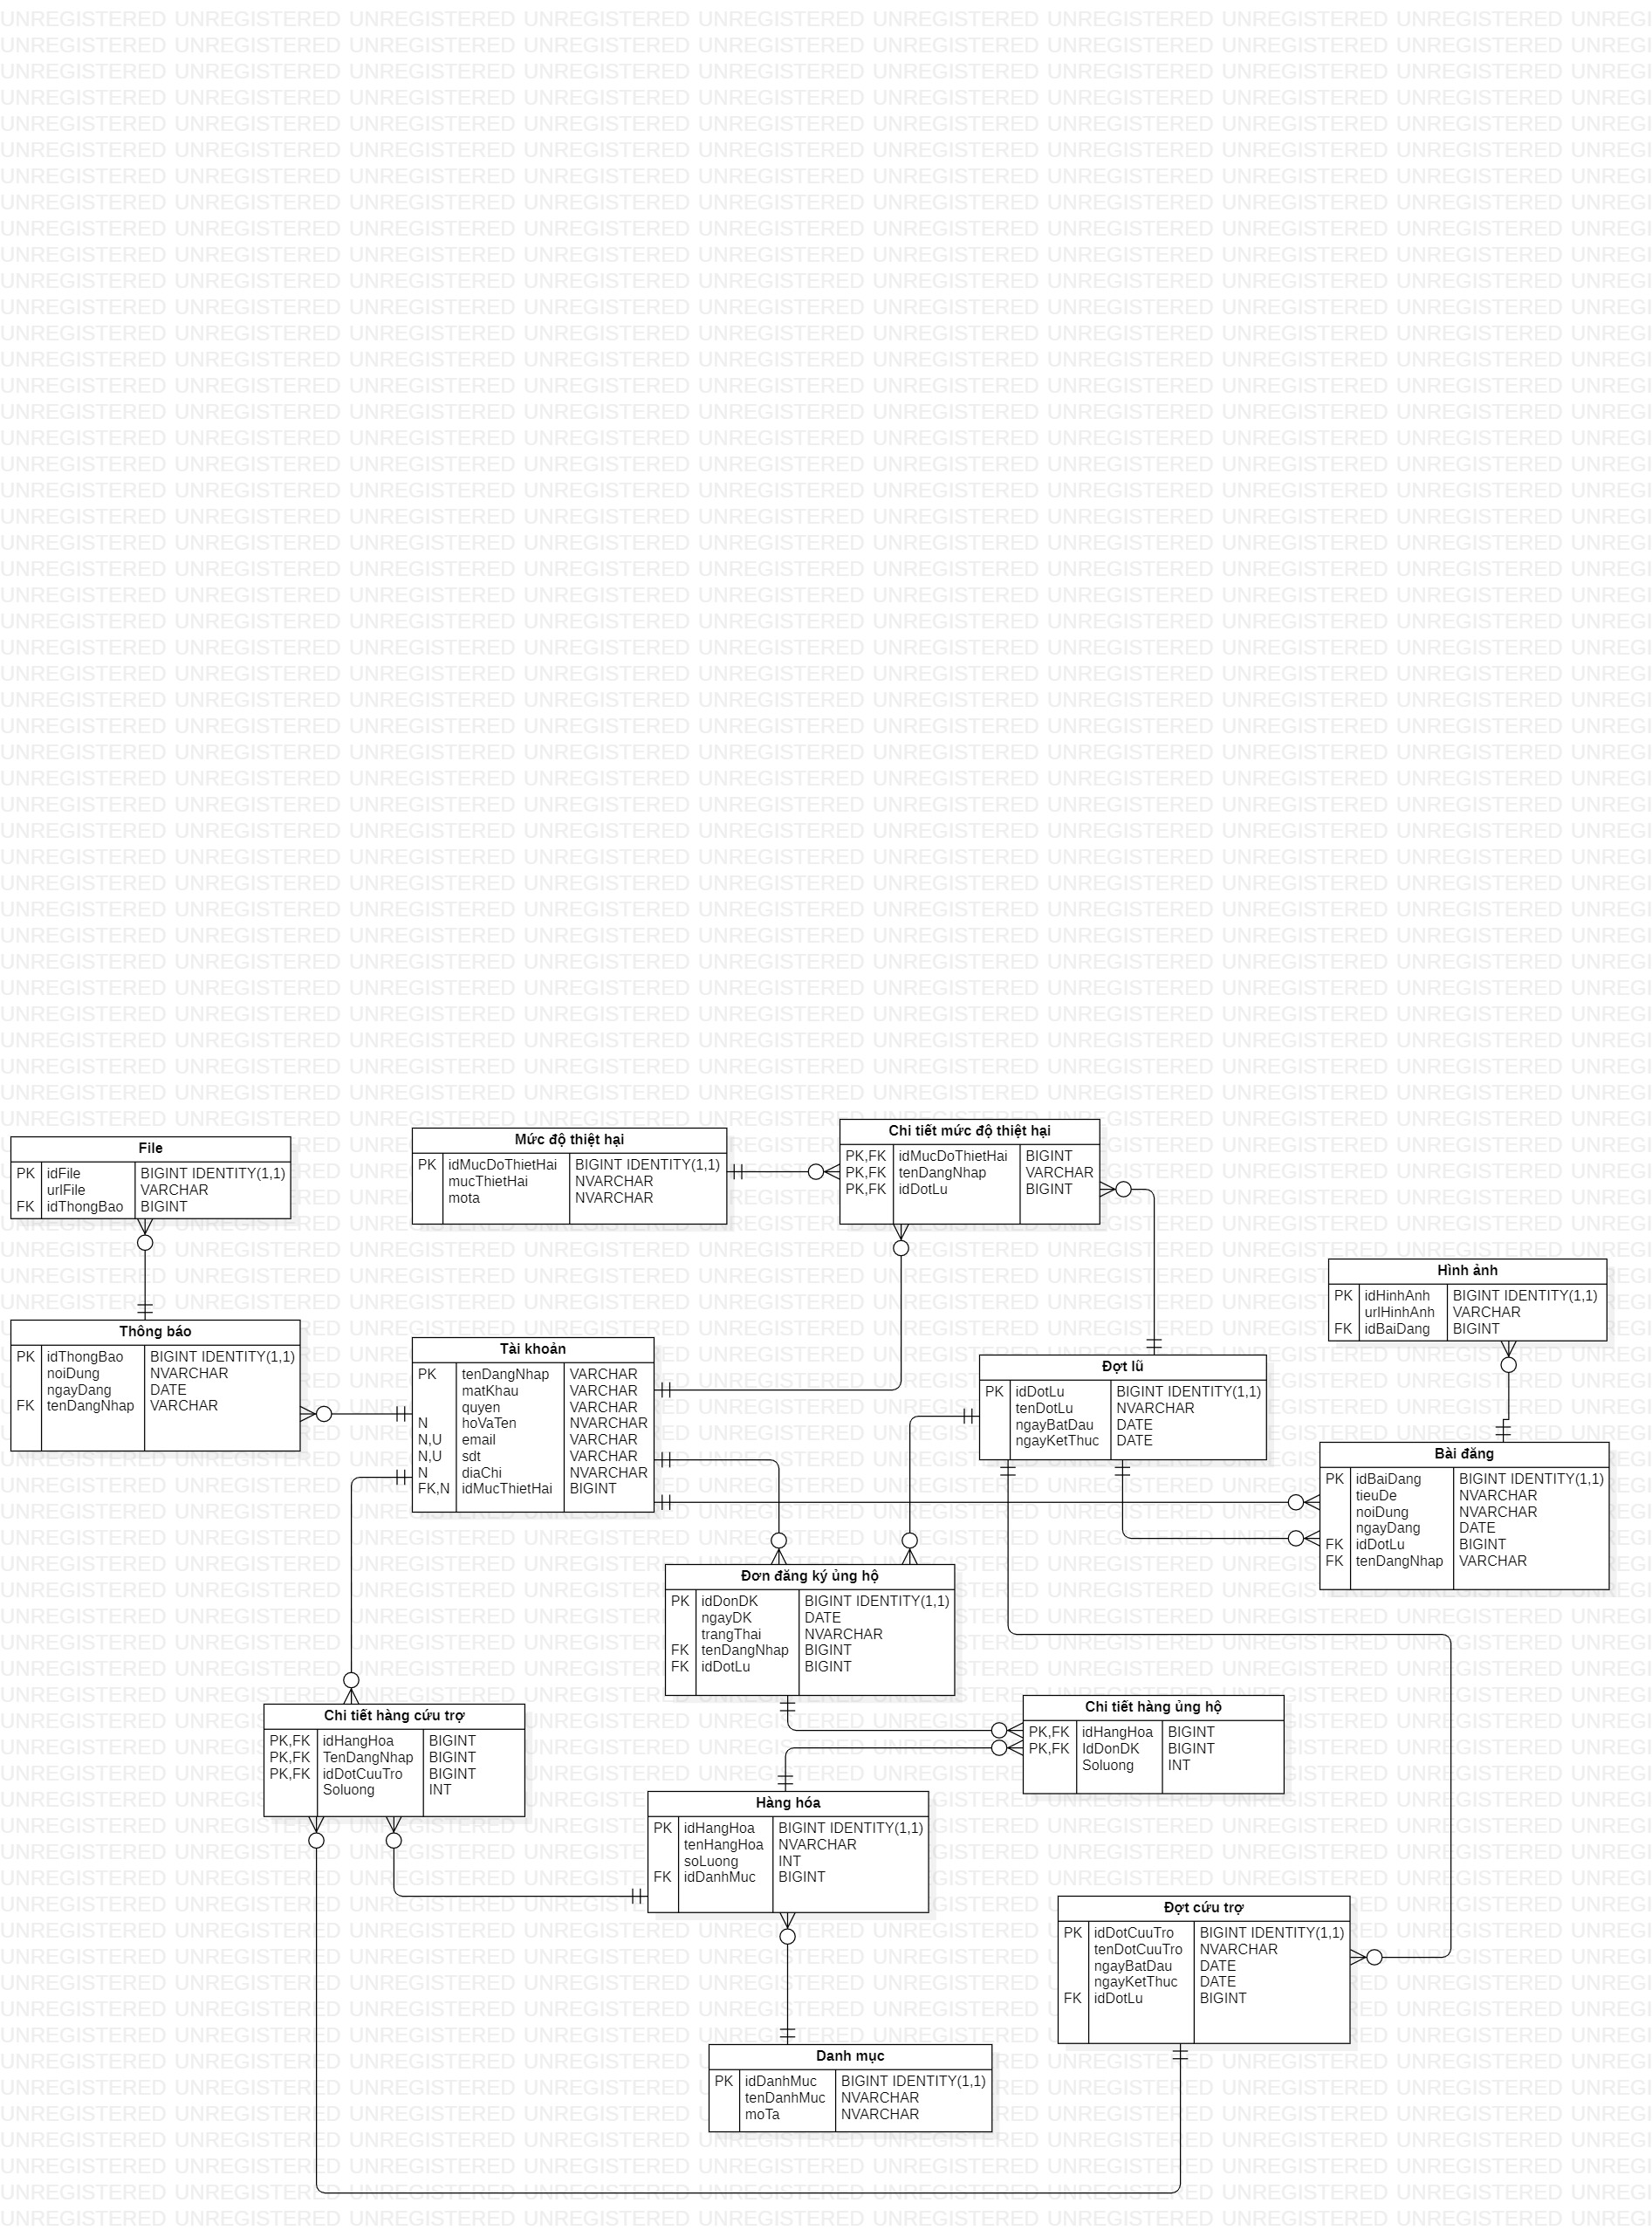 File
PK idFile BIGINT IDENTITY(1,1)
urlFile VARCHAR
FK idThongBao BIGINT
Mức độ thiệt hại
PK idMucDoThietHai BIGINT IDENTITY(1,1)
mucThietHai NVARCHAR
mota NVARCHAR
Chi tiết mức độ thiệt hại
PK,FK idMucDoThietHai BIGINT
PK,FK tenDangNhap VARCHAR
PK,FK idDotLu BIGINT
Hình ảnh
PK idHinhAnh BIGINT IDENTITY(1,1)
urlHinhAnh VARCHAR
FK idBaiDang BIGINT
Thông báo
PK idThongBao BIGINT IDENTITY(1,1)
noiDung NVARCHAR
ngayDang DATE
FK tenDangNhap VARCHAR
Tài khoản
PK tenDangNhap VARCHAR
matKhau VARCHAR
quyen VARCHAR
N hoVaTen NVARCHAR
N,U email VARCHAR
N,U sdt VARCHAR
N diaChi NVARCHAR
FK,N idMucThietHai BIGINT
Đợt lũ
PK idDotLu BIGINT IDENTITY(1,1)
tenDotLu NVARCHAR
ngayBatDau DATE
ngayKetThuc DATE
Bài đăng
PK idBaiDang BIGINT IDENTITY(1,1)
tieuDe NVARCHAR
noiDung NVARCHAR
ngayDang DATE
FK idDotLu BIGINT
FK tenDangNhap VARCHAR
Đơn đăng ký ủng hộ
PK idDonDK BIGINT IDENTITY(1,1)
ngayDK DATE
trangThai NVARCHAR
FK tenDangNhap BIGINT
FK idDotLu BIGINT
Chi tiết hàng cứu trợ
PK,FK idHangHoa BIGINT
PK,FK TenDangNhap BIGINT
PK,FK idDotCuuTro BIGINT
Soluong INT
Chi tiết hàng ủng hộ
PK,FK idHangHoa BIGINT
PK,FK IdDonDK BIGINT
Soluong INT
Hàng hóa
PK idHangHoa BIGINT IDENTITY(1,1)
tenHangHoa NVARCHAR
soLuong INT
FK idDanhMuc BIGINT
Đợt cứu trợ
PK idDotCuuTro BIGINT IDENTITY(1,1)
tenDotCuuTro NVARCHAR
ngayBatDau DATE
ngayKetThuc DATE
FK idDotLu BIGINT
Danh mục
PK idDanhMuc BIGINT IDENTITY(1,1)
tenDanhMuc NVARCHAR
moTa NVARCHAR